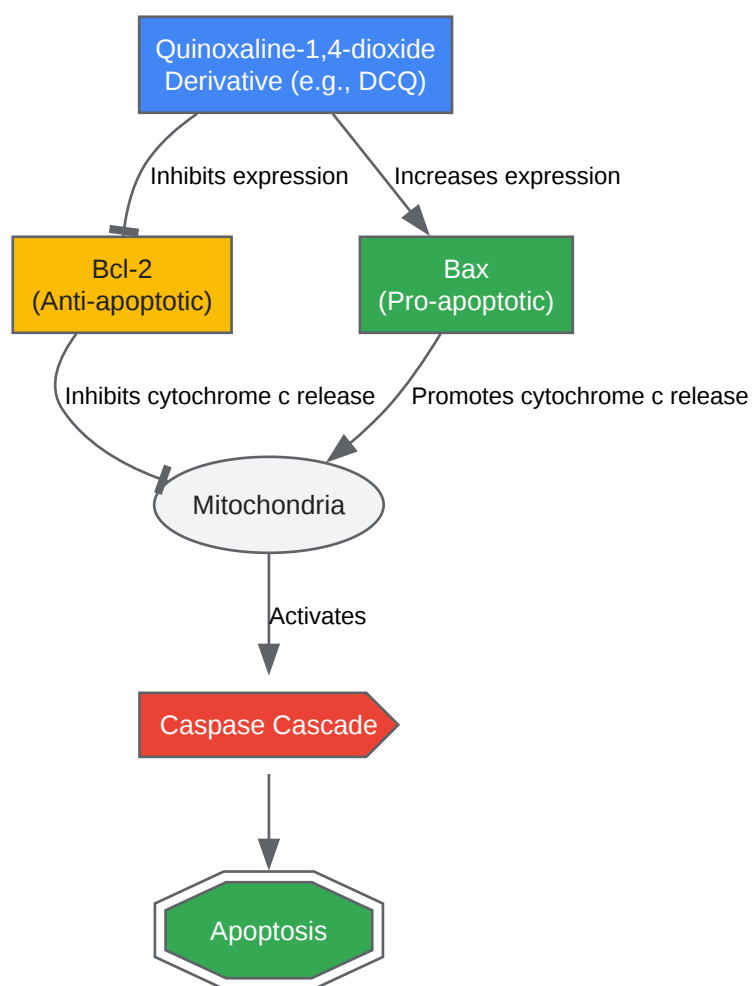 Quinoxaline-1,4-dioxide
Derivative (e.g., DCQ)
Inhibits expression
Increases expression
Bcl-2
(Anti-apoptotic)
Bax
(Pro-apoptotic)
Inhibits cytochrome c release
Promotes cytochrome c release
Mitochondria
Activates
Caspase Cascade
Apoptosis